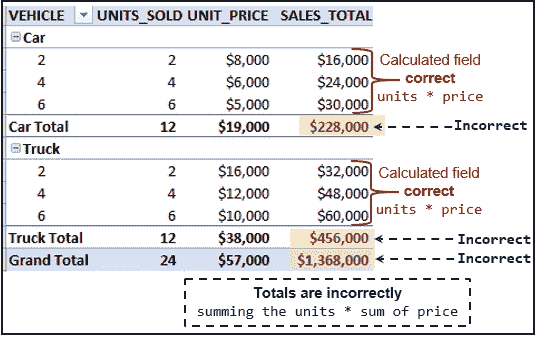 VEHICLE UNITS_SOLD UNIT_PRICE SALES_TOTAL
Car
2 2 $8,000 $16,000 Calculated field
4 4 $6,000 $24,000 correct
6 6 $5,000 $30,000 units * price
Car Total 12 $19,000 $228,000 Incorrect
Truck
2 2 $16,000 $32,000 Calculated field
4 4 $12,000 $48,000 correct
6 6 $10,000 $60,000 units * price
Truck Total 12 $38,000 $456,000 Incorrect
Grand Total 24 $57,000 $1,368,000 Incorrect
Totals are incorrectly
summing the units * sum of price